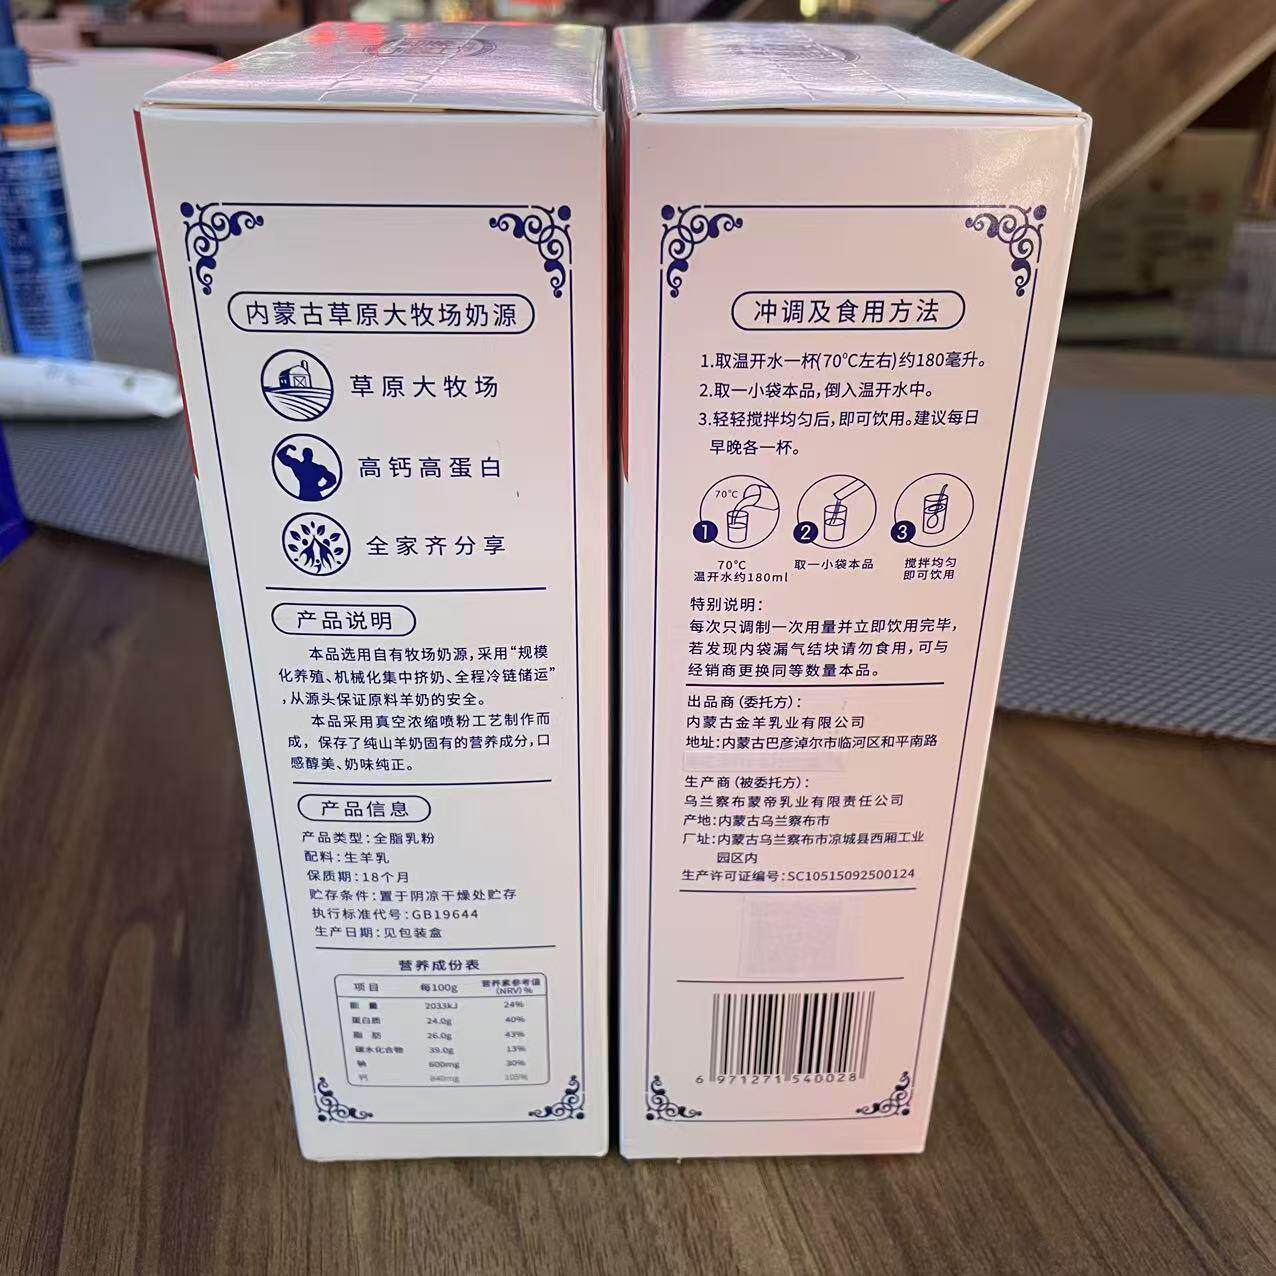 内蒙古草原大牧场奶源
草原大牧场
高钙高蛋白
全家齐分享
产品说明
本品选用自有牧场奶源,采用“规模
化养殖、机械化集中挤奶、全程冷链储运”
,从源头保证原料羊奶的安全。
本品采用真空浓缩喷粉工艺制作而
成，保存了纯山羊奶固有的营养成分,口
感醇美、奶味纯正。
产品信息
产品类型:全脂乳粉
配料:生羊乳
保质期:18个月
贮存条件:置于阴凉干燥处贮存
执行标准代号:GB19644
生产日期:见包装盒
营养成份表
项目 每100g 营养素参考值(NRV)%
能量 2033kJ 24%
蛋白质 24.0g 40%
脂肪 26.0g 43%
碳水化合物 39.0g 13%
钠 600mg 30%
钙 840mg 105%
冲调及食用方法
1.取温开水一杯(70℃左右)约180毫升。
2.取一小袋本品,倒入温开水中。
3.轻轻搅拌均匀后,即可饮用。建议每日
早晚各一杯。
70℃
1 2 3
70℃
温开水约180ml
取一小袋本品
搅拌均匀
即可饮用
特别说明:
每次只调制一次用量并立即饮用完毕,
若发现内袋漏气结块请勿食用,可与
经销商更换同等数量本品。
出品商(委托方):
内蒙古金羊乳业有限公司
地址:内蒙古巴彦淖尔市临河区和平南路
生产商(被委托方):
乌兰察布蒙帝乳业有限责任公司
产地:内蒙古乌兰察布市
厂址:内蒙古乌兰察布市凉城县西厢工业
园区内
生产许可证编号:SC10515092500124
6 971271 540028